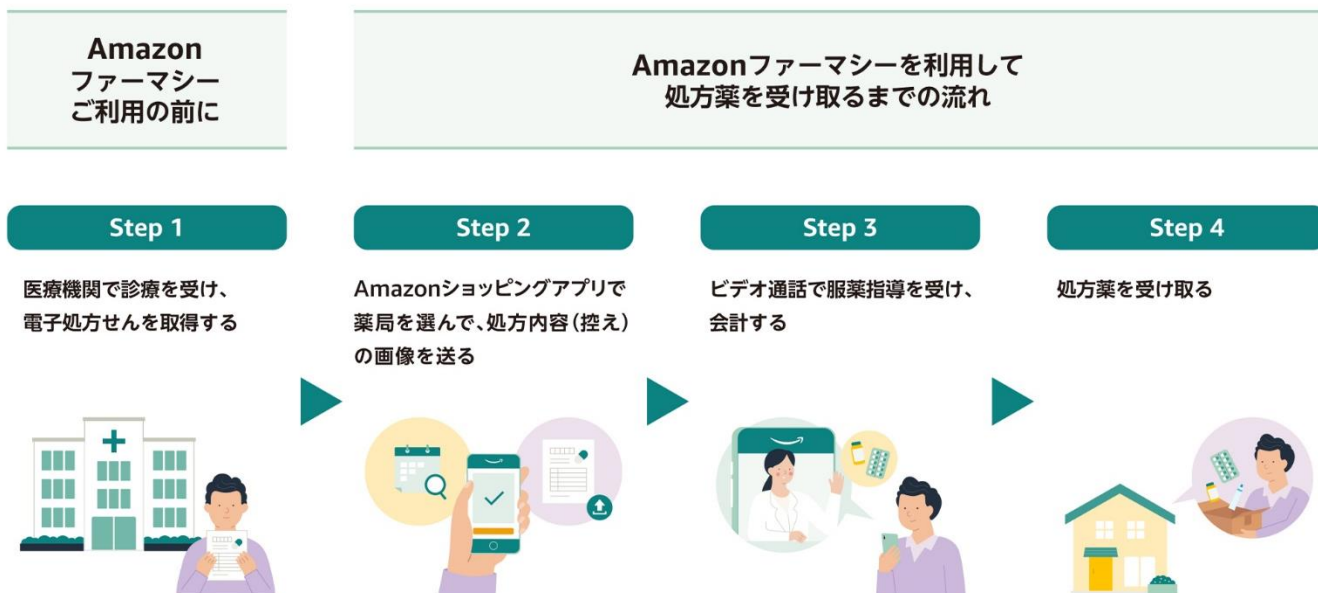 Amazon
ファーマシー
ご利用の前に
Amazonファーマシーを利用して
処方薬を受け取るまでの流れ
Step 1
医療機関で診療を受け、
電子処方せんを取得する
Step 2
Amazonショッピングアプリで
薬局を選んで、処方内容（控え）
の画像を送る
Step 3
ビデオ通話で服薬指導を受け、
会計する
Step 4
処方薬を受け取る